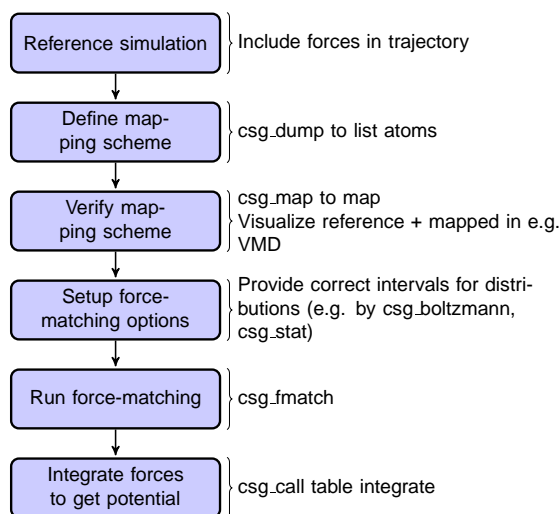 Reference simulation
Include forces in trajectory
Define map-
ping scheme
csg_dump to list atoms
Verify map-
ping scheme
csg_map to map
Visualize reference + mapped in e.g.
VMD
Setup force-
matching options
Provide correct intervals for distri-
butions (e.g. by csg_boltzmann,
csg_stat)
Run force-matching
csg_fmatch
Integrate forces
to get potential
csg_call table integrate